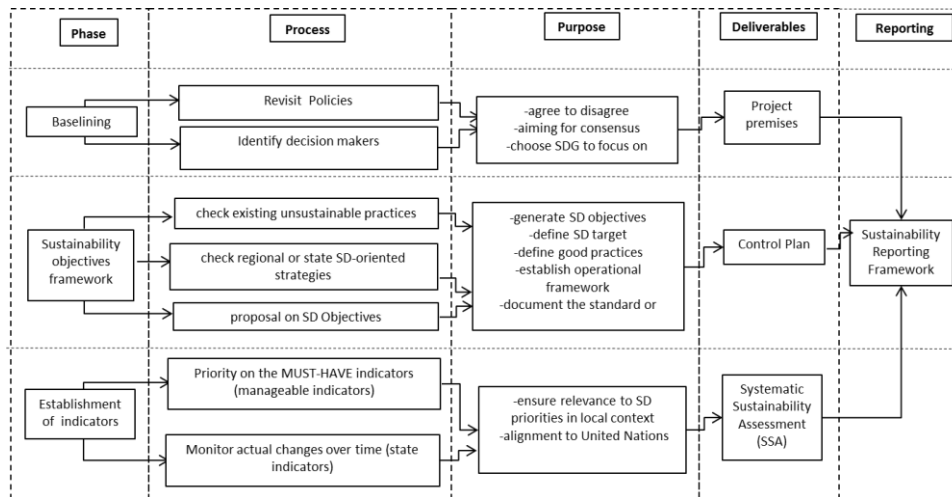 Phase
Process
Purpose
Deliverables
Reporting
Baselining
Revisit Policies
Identify decision makers
-agree to disagree
-aiming for consensus
-choose SDG to focus on
Project
premises
Sustainability
objectives
framework
check existing unsustainable practices
check regional or state SD-oriented
strategies
proposal on SD Objectives
-generate SD objectives
-define SD target
-define good practices
-establish operational
framework
-document the standard or
Control Plan
Sustainability
Reporting
Framework
Establishment
of indicators
Priority on the MUST-HAVE indicators
(manageable indicators)
Monitor actual changes over time (state
indicators)
-ensure relevance to SD
priorities in local context
-alignment to United Nations
Systematic
Sustainability
Assessment
(SSA)